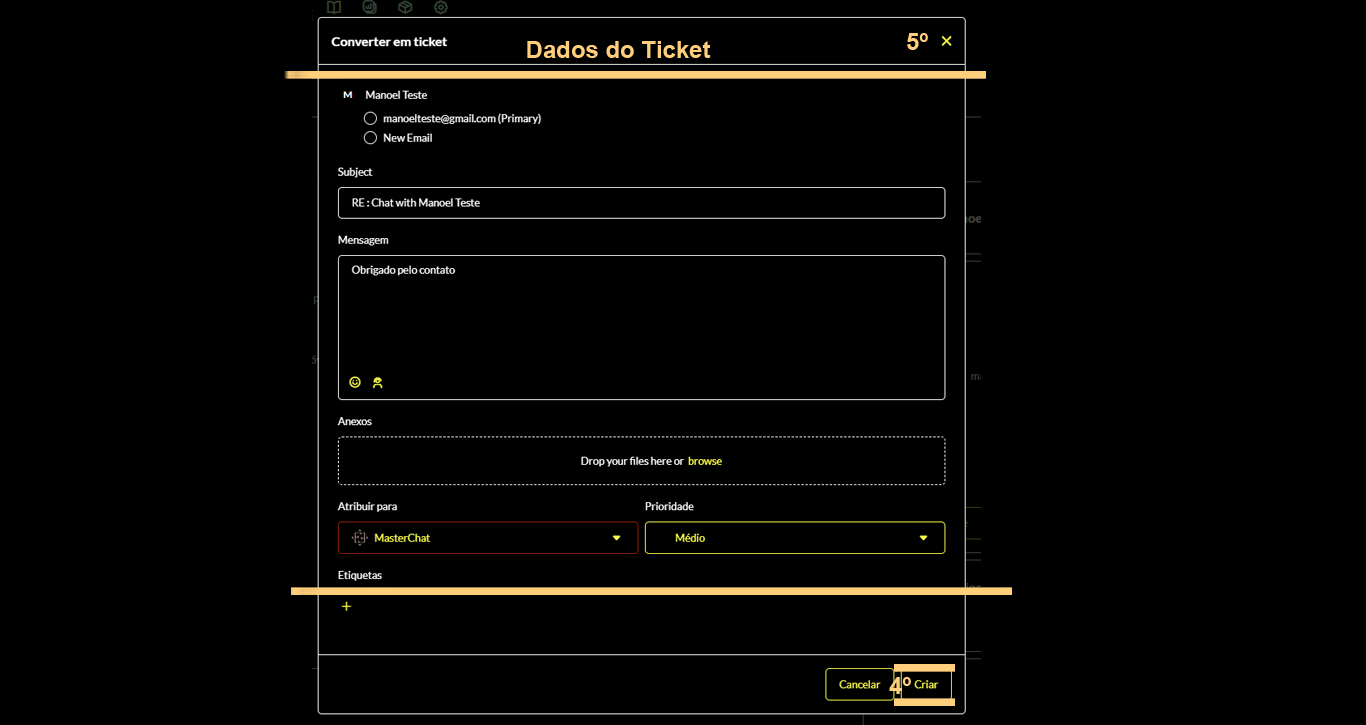 Converter em ticket
Dados do Ticket
5º
M Manoel Teste
manoelteste@gmail.com (Primary)
New Email
Subject
RE : Chat with Manoel Teste
Mensagem
Obrigado pelo contato
Anexos
Drop your files here or browse
Atribuir para Prioridade
MasterChat Médio
Etiquetas
+
Cancelar 4º Criar